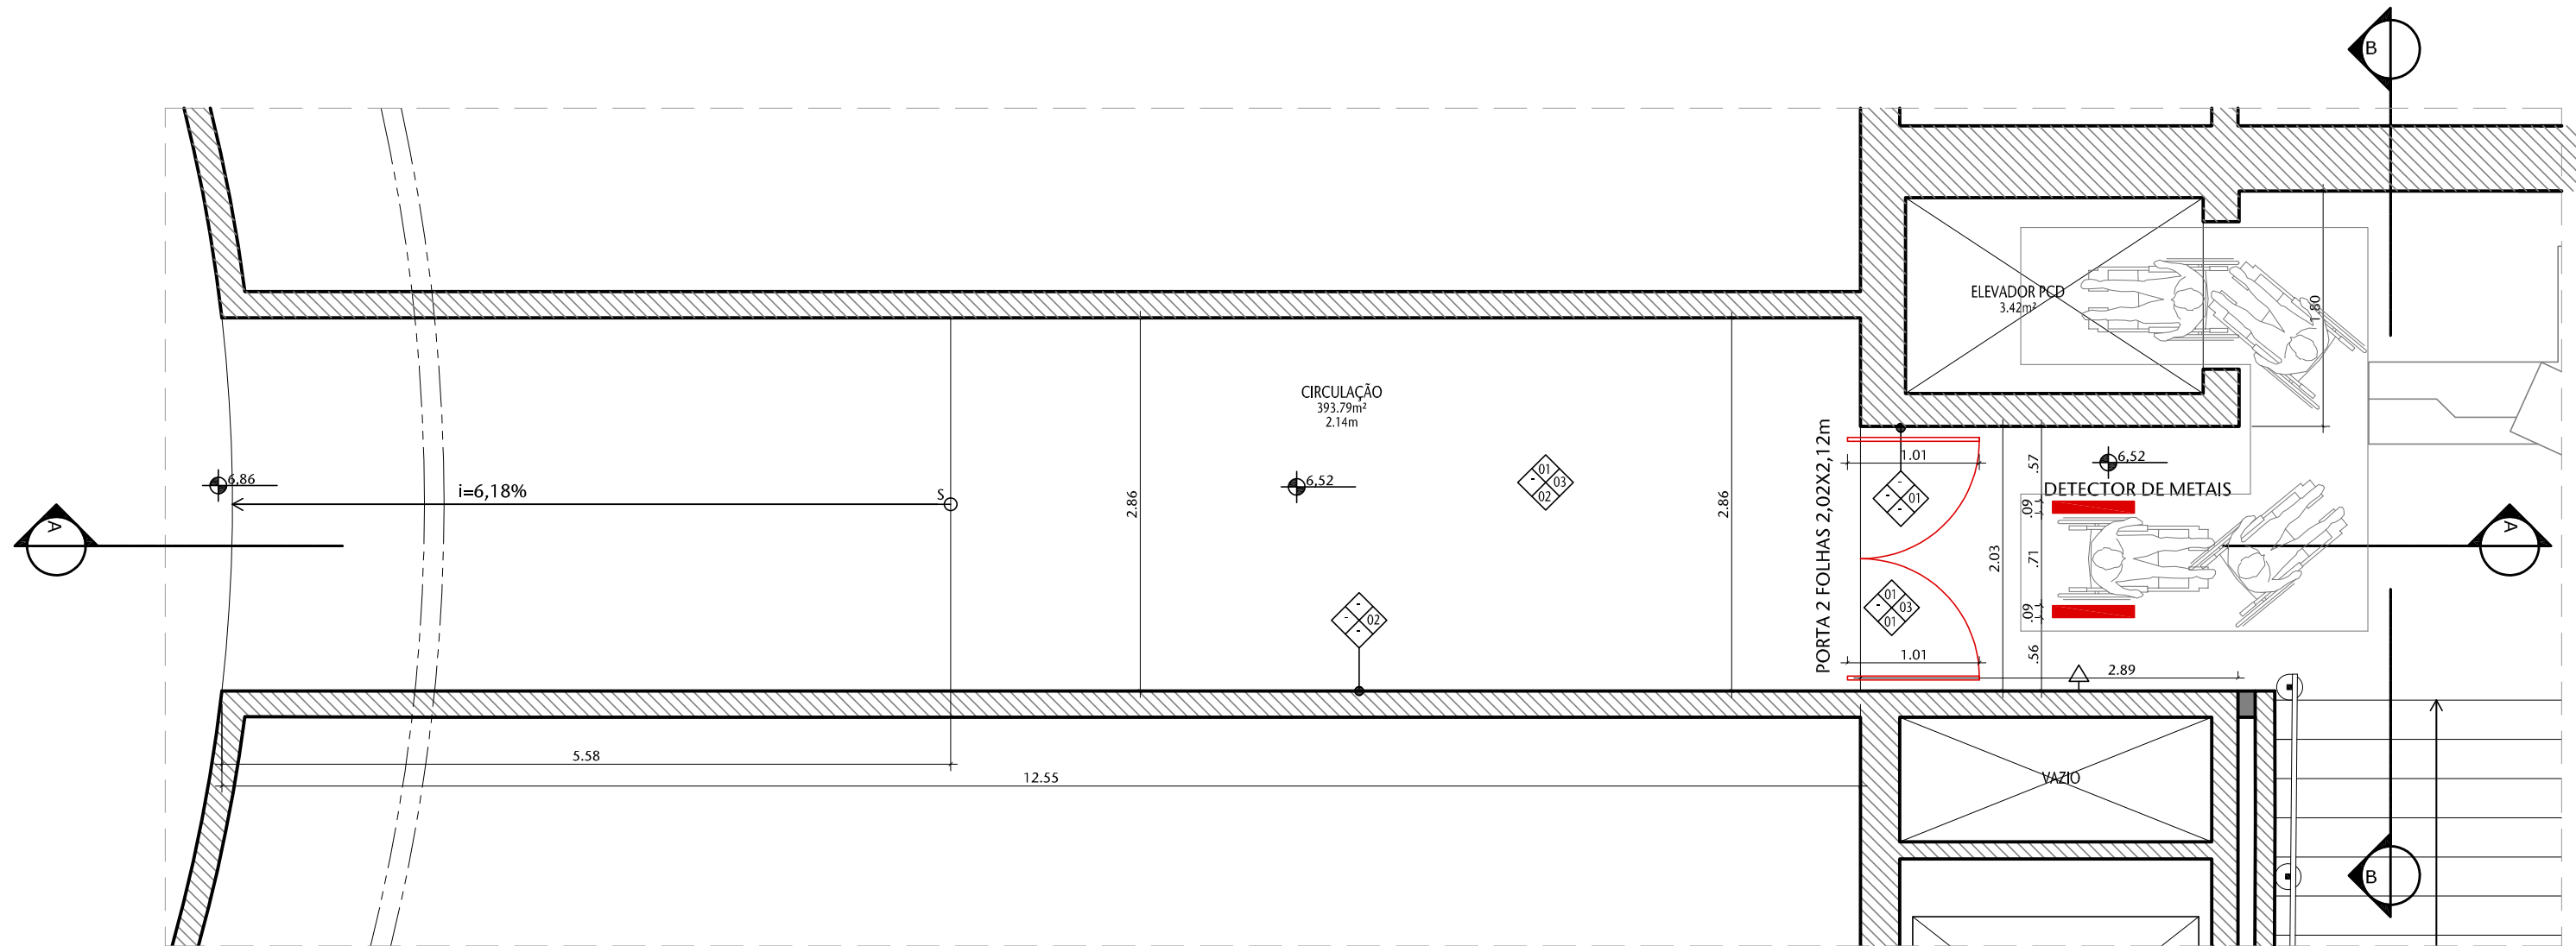 B
ELEVADOR PCD
3.42m²
1.80
CIRCULAÇÃO
393.79m²
2.14m
6,86
i=6,18%
S
6,52
2.86
2.86
01
- 03
02
-
- 02
-
PORTA 2 FOLHAS 2,02X2,12m
1.01
-
- 01
-
01
- 03
01
1.01
2.03
.57
.09
.71
.09
.56
6,52
DETECTOR DE METAIS
2.89
A
A
5.58
12.55
VAZIO
B